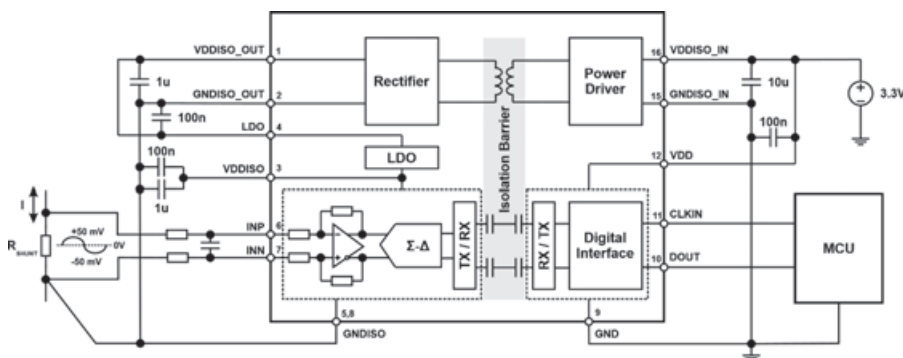 VDDISO_OUT
1
16
VDDISO_IN
Rectifier
Power
Driver
1u
10u
GNDISO_OUT
2
15
GNDISO_IN
3.3V
100n
LDO
4
100n
Isolation Barrier
LDO
12
VDD
100n
VDDISO
3
1u
I
+50 mV
0V
-50 mV
R SHUNT
INP
6
INN
7
Σ-Δ
TX / RX
RX / TX
Digital
Interface
11
CLKIN
10
DOUT
MCU
5,8
GNDISO
9
GND